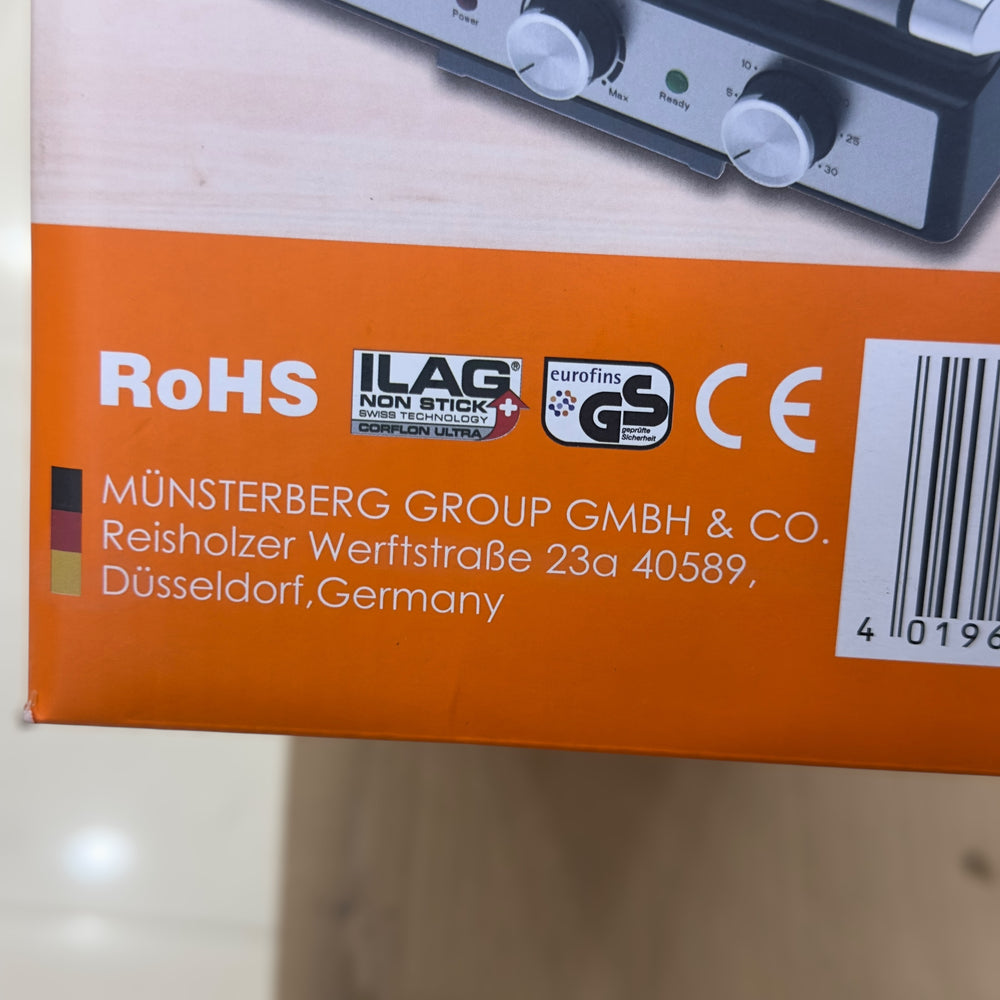 Power
Max
Ready
10
5
25
30
RoHS
ILAG®
NON STICK
SWISS TECHNOLOGY
CORFLON ULTRA
eurofins
GS
geprüfte
Sicherheit
CE
MÜNSTERBERG GROUP GMBH & CO.
Reisholzer Werftstraße 23a 40589,
Düsseldorf,Germany
4 0196